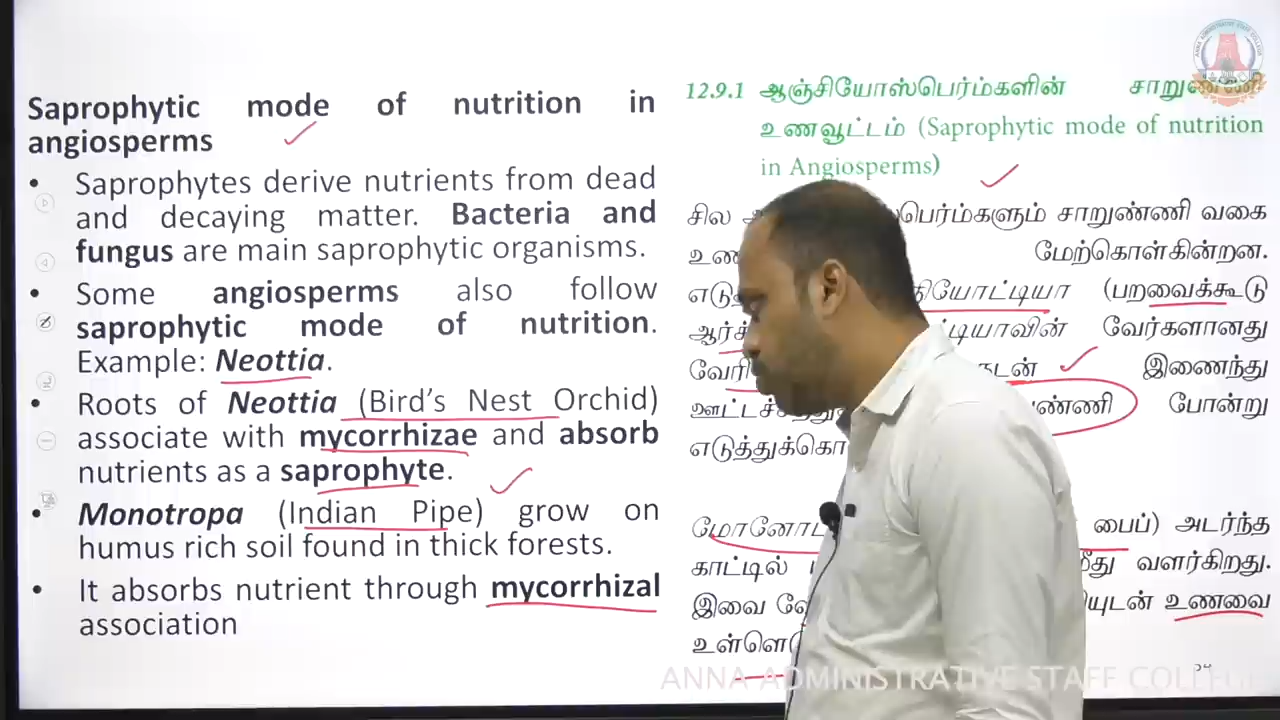 Saprophytic mode of nutrition in
angiosperms
• Saprophytes derive nutrients from dead
and decaying matter. Bacteria and
fungus are main saprophytic organisms.
• Some angiosperms also follow
saprophytic mode of nutrition.
Example: Neottia.
• Roots of Neottia (Bird's Nest Orchid)
associate with mycorrhizae and absorb
nutrients as a saprophyte.
• Monotropa (Indian Pipe) grow on
humus rich soil found in thick forests.
• It absorbs nutrient through mycorrhizal
association
12.9.1 ஆஞ்சியோஸ்பெர்ம்களின்
உணவூட்டம் (Saprophytic mode of nutrition
in Angiosperms)
சில சாறுண்ணி வகை
மேற்கொள்கின்றன.
(பறவைக்கூடு
வேர்களானது
இணைந்து
போன்று
பைப்) அடர்ந்த
காட்டில் வளர்கிறது.
இவை உணவை
ANNA ADMINISTRATIVE STAFF COLLEGE